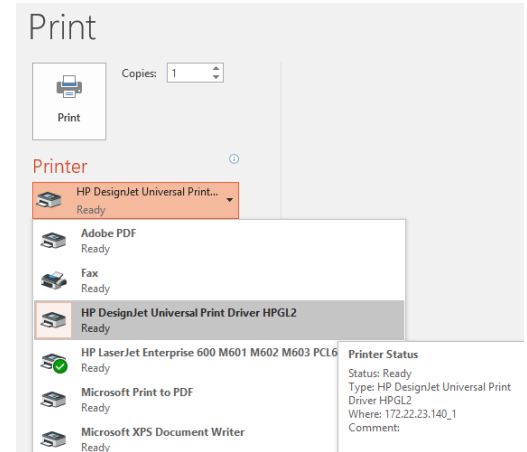 Print
Copies: 1
Print
Printer
HP DesignJet Universal Print...
Ready
Adobe PDF
Ready
Fax
Ready
HP DesignJet Universal Print Driver HPGL2
Ready
HP LaserJet Enterprise 600 M601 M602 M603 PCL6
Ready
Microsoft Print to PDF
Ready
Microsoft XPS Document Writer
Ready
Printer Status
Status: Ready
Type: HP DesignJet Universal Print
Driver HPGL2
Where: 172.22.23.140_1
Comment: